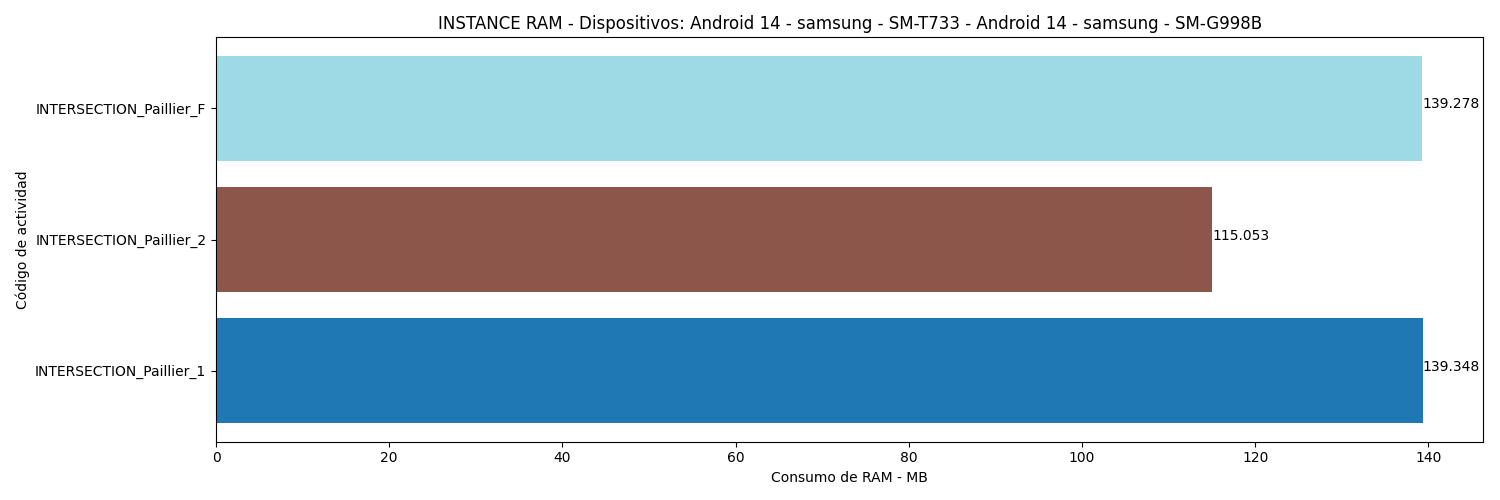 INSTANCE RAM - Dispositivos: Android 14 - samsung - SM-T733 - Android 14 - samsung - SM-G998B
Código de actividad
INTERSECTION_Paillier_F
139.278
INTERSECTION_Paillier_2
115.053
INTERSECTION_Paillier_1
139.348
0 20 40 60 80 100 120 140
Consumo de RAM - MB